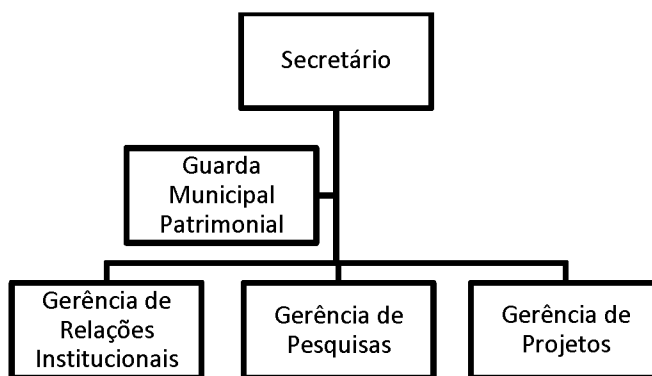 Secretário
Guarda
Municipal
Patrimonial
Gerência de
Relações
Institucionais
Gerência de
Pesquisas
Gerência de
Projetos